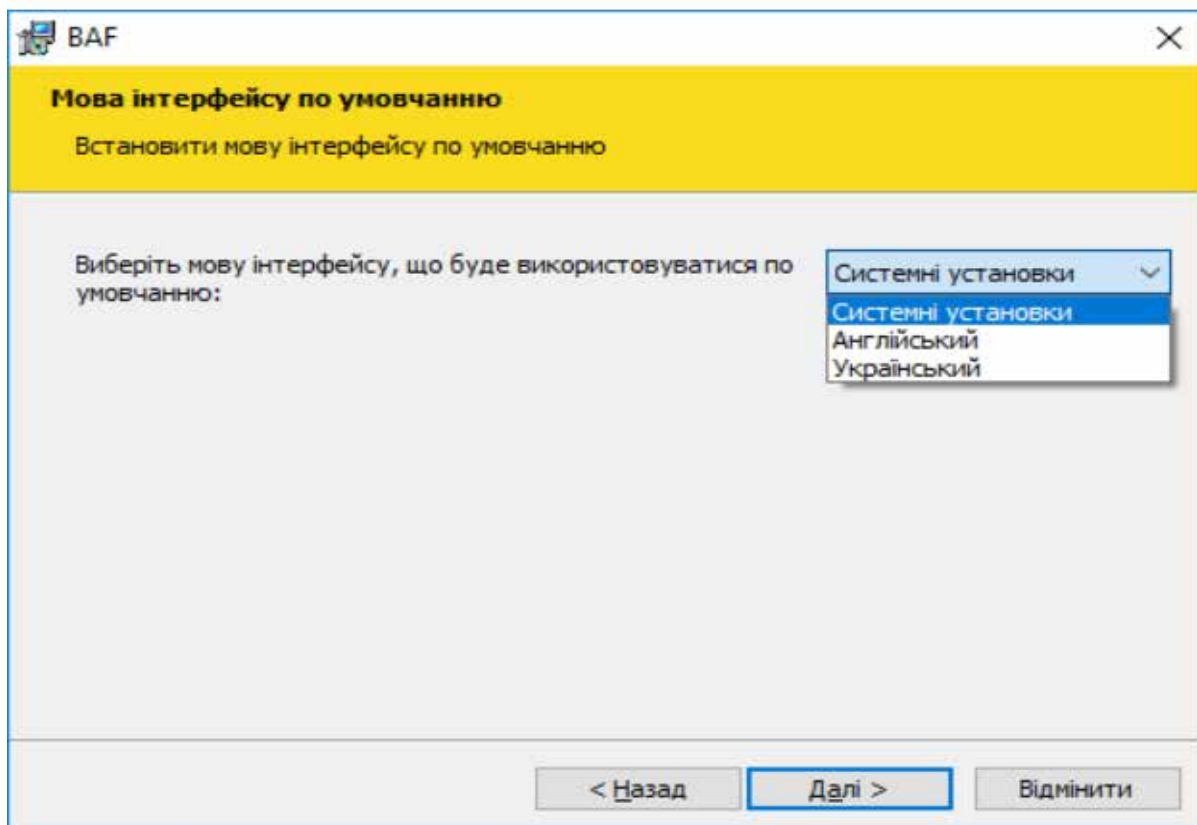 BAF
Мова інтерфейсу по умовчанню
Встановити мову інтерфейсу по умовчанню
Виберіть мову інтерфейсу, що буде використовуватися по
умовчанню:
Системні установки
Системні установки
Англійський
Український
< Назад
Далі >
Відмінити